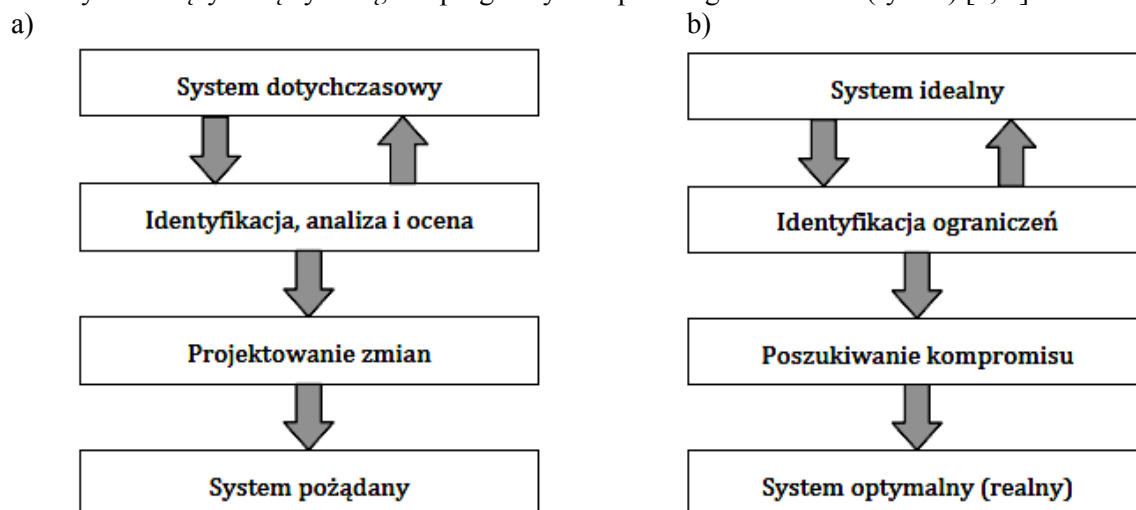 a)
b)
System dotychczasowy
Identyfikacja, analiza i ocena
Projektowanie zmian
System pożądany
System idealny
Identyfikacja ograniczeń
Poszukiwanie kompromisu
System optymalny (realny)